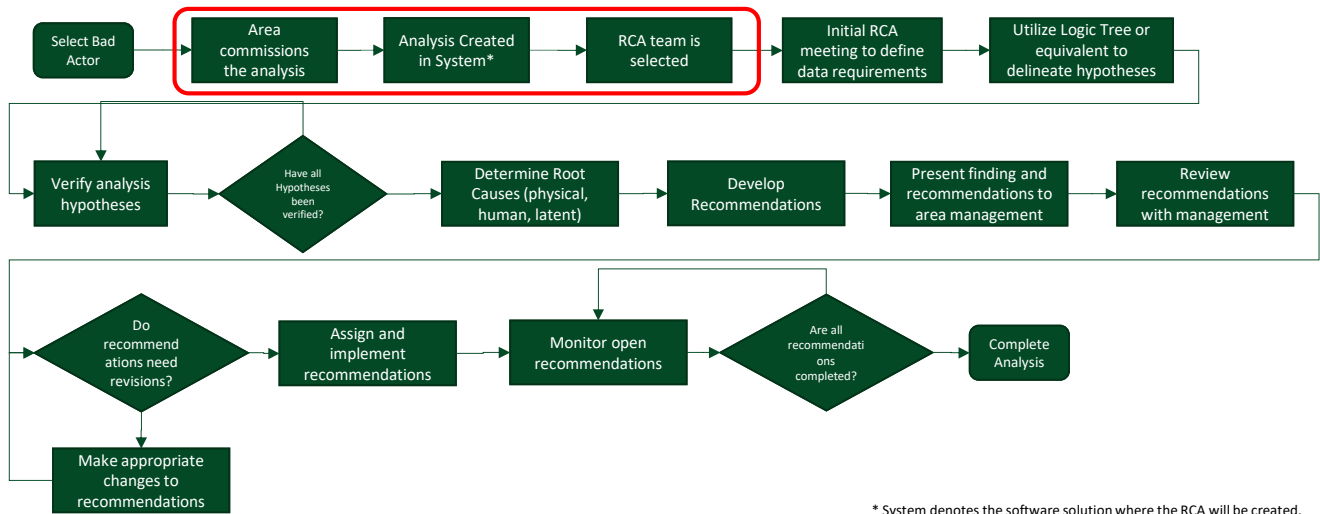 Select Bad
Actor
Area
commissions
the analysis
Analysis Created
in System*
RCA team is
selected
Initial RCA
meeting to define
data requirements
Utilize Logic Tree or
equivalent to
delineate hypotheses
Verify analysis
hypotheses
Have all
Hypotheses
been
verified?
Determine Root
Causes (physical,
human, latent)
Develop
Recommendations
Present finding and
recommendations to
area management
Review
recommendations
with management
Do
recommend
ations need
revisions?
Assign and
implement
recommendations
Monitor open
recommendations
Are all
recommendati
ons
completed?
Complete
Analysis
Make appropriate
changes to
recommendations
* System denotes the software solution where the RCA will be created.